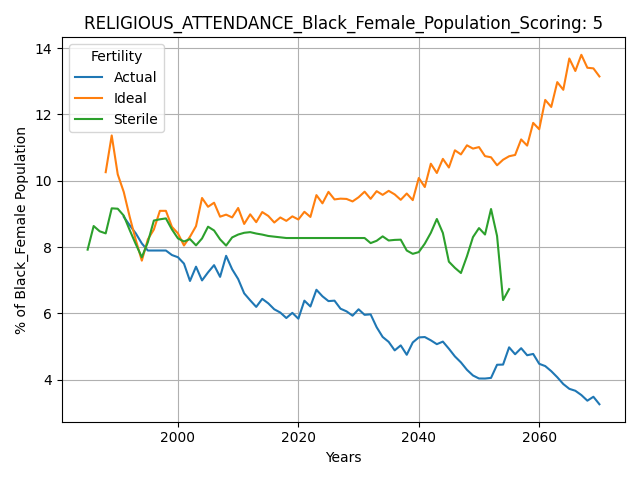 RELIGIOUS_ATTENDANCE_Black_Female_Population_Scoring: 5
% of Black_Female Population
14
12
10
8
6
4
Fertility
Actual
Ideal
Sterile
2000
2020
2040
2060
Years